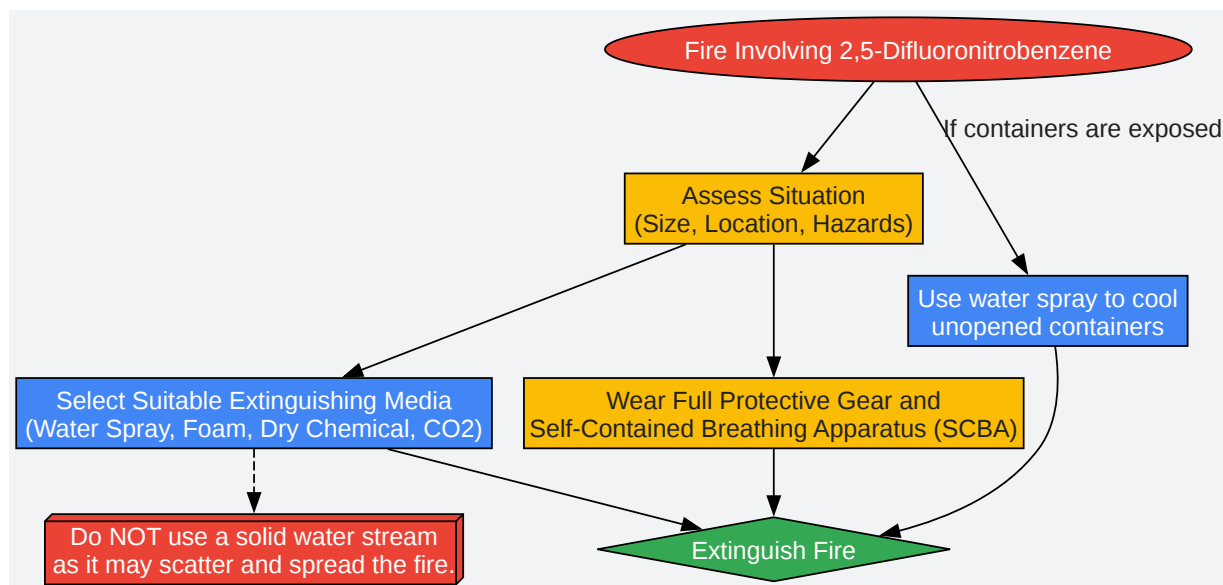 Fire Involving 2,5-Difluoronitrobenzene
If containers are exposed
Assess Situation
(Size, Location, Hazards)
Use water spray to cool
unopened containers
Select Suitable Extinguishing Media
(Water Spray, Foam, Dry Chemical, CO2)
Wear Full Protective Gear and
Self-Contained Breathing Apparatus (SCBA)
Do NOT use a solid water stream
as it may scatter and spread the fire.
Extinguish Fire